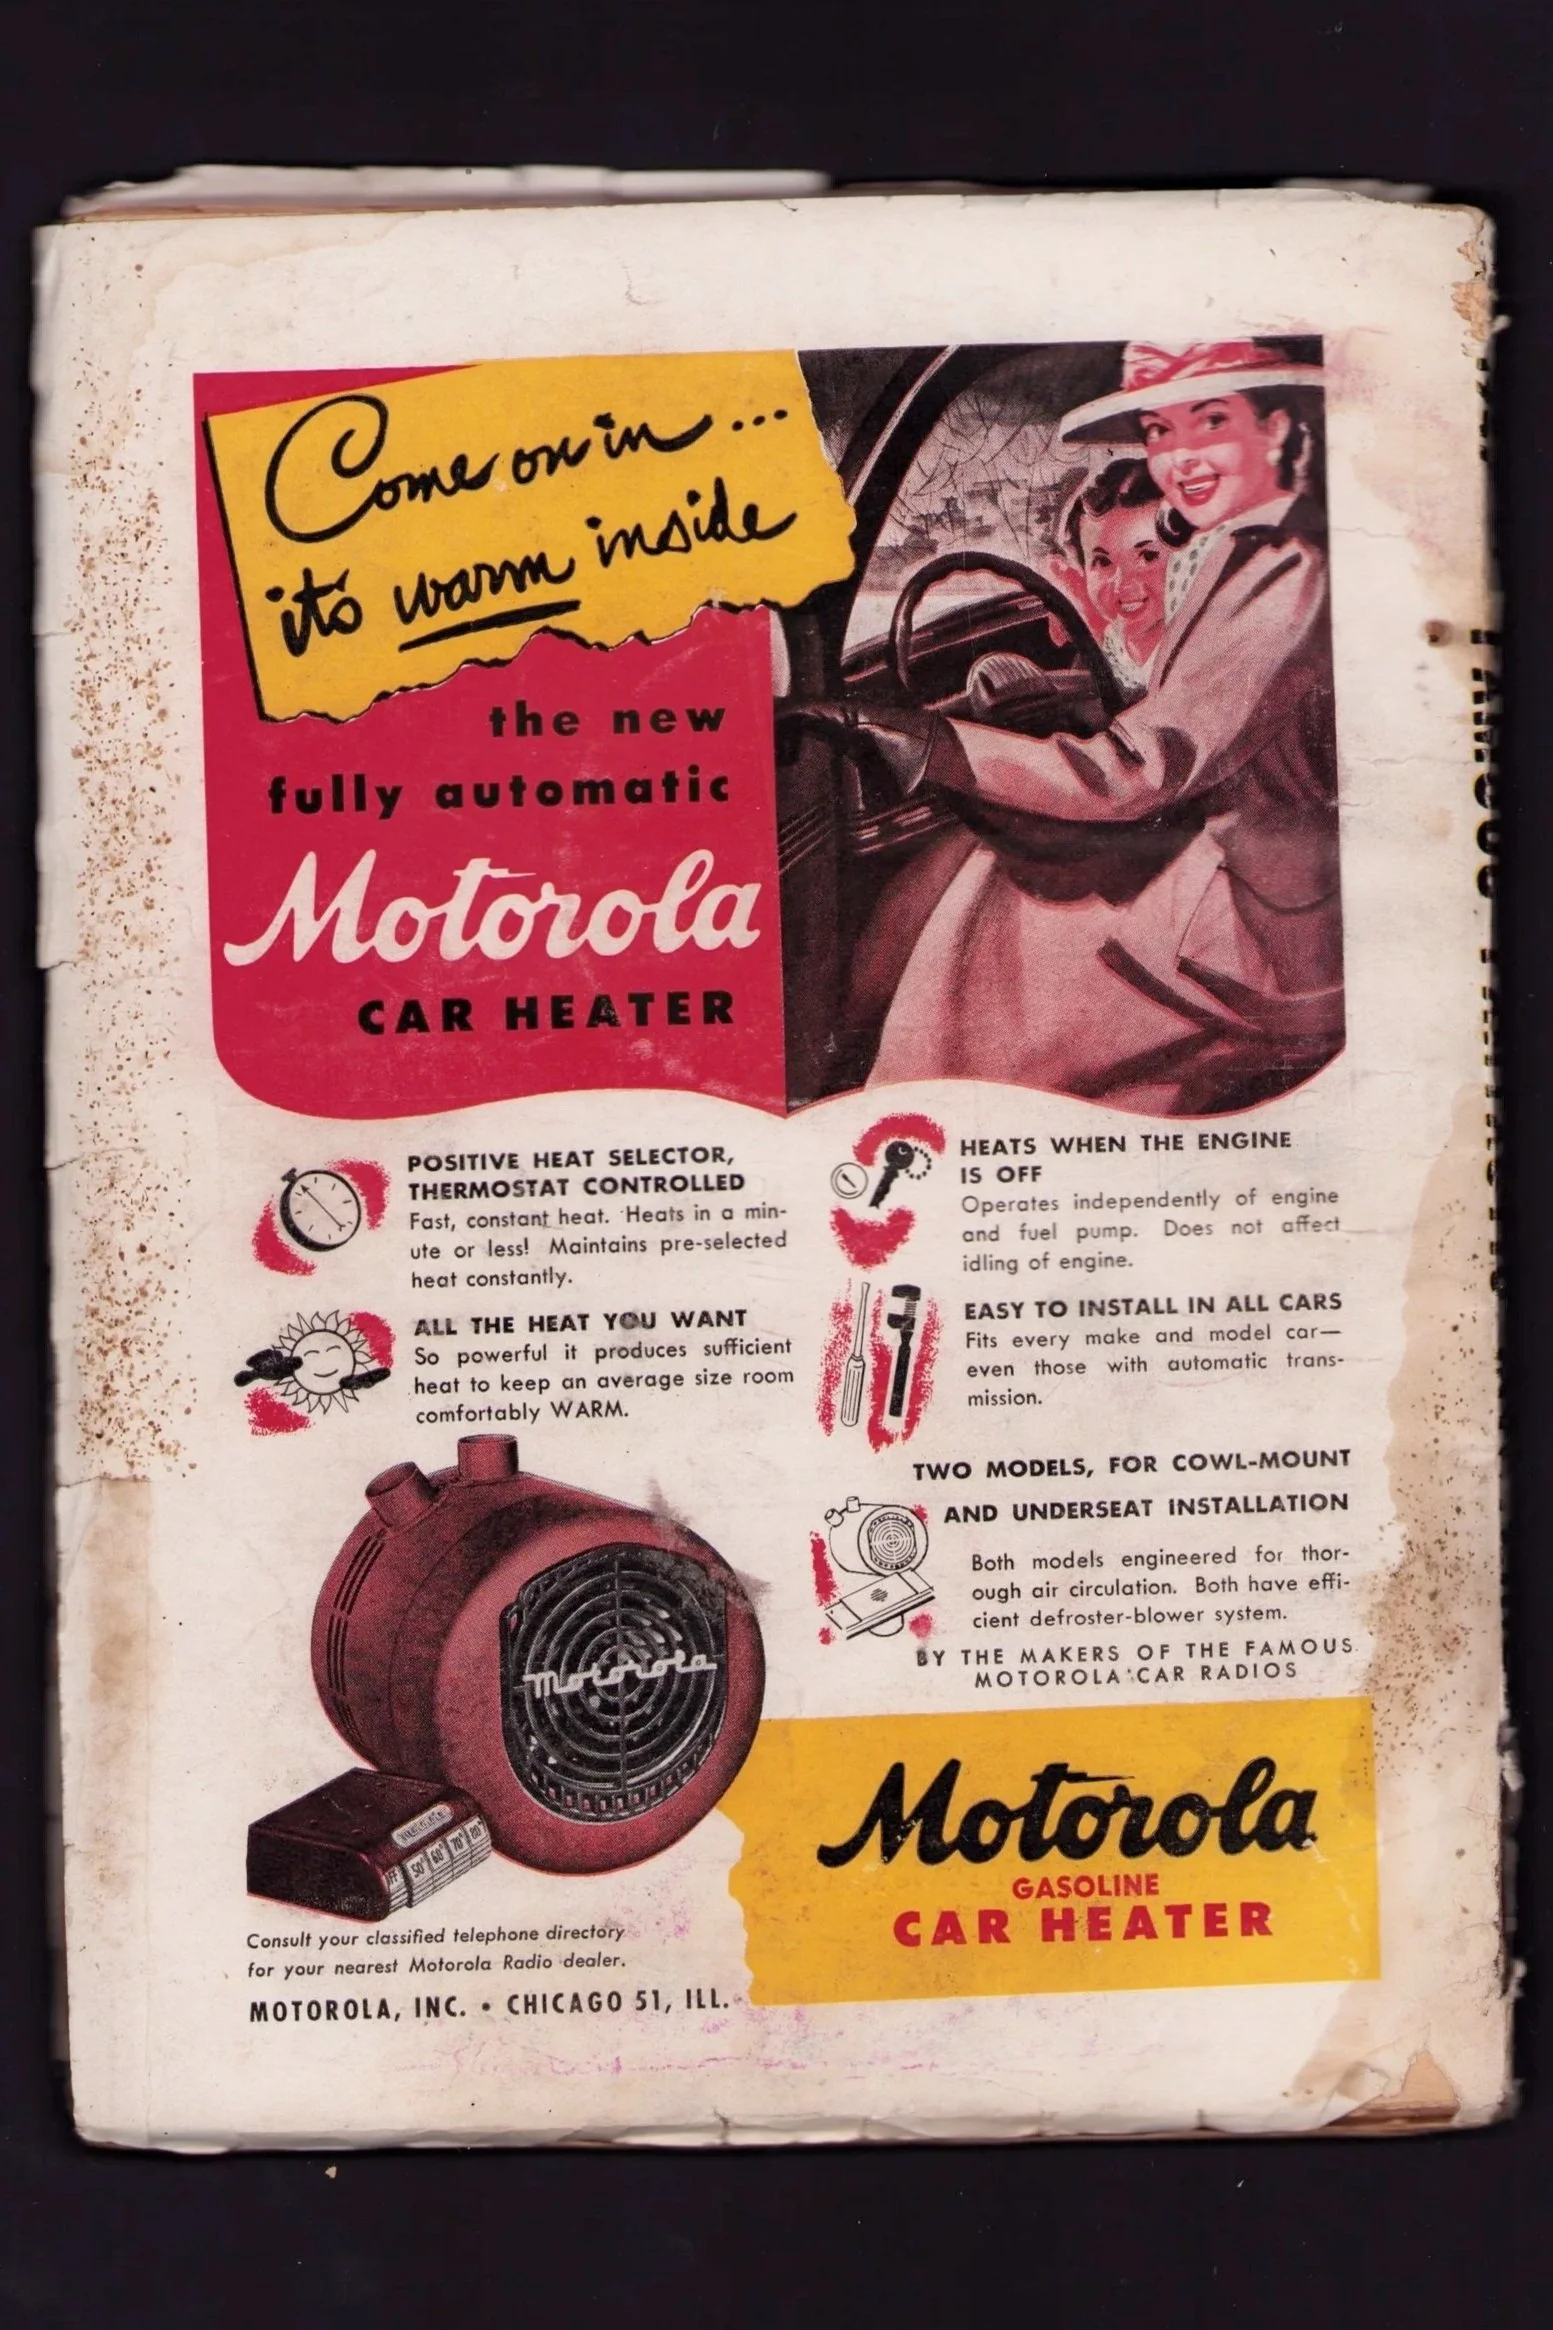 Come on in...
its warm inside
the new
fully automatic
Motorola
CAR HEATER
POSITIVE HEAT SELECTOR,
THERMOSTAT CONTROLLED
Fast, constant heat. Heats in a min-
ute or less! Maintains pre-selected
heat constantly.
ALL THE HEAT YOU WANT
So powerful it produces sufficient
heat to keep an average size room
comfortably WARM.
HEATS WHEN THE ENGINE
IS OFF
Operates independently of engine
and fuel pump. Does not affect
idling of engine.
EASY TO INSTALL IN ALL CARS
Fits every make and model car—
even those with automatic trans-
mission.
TWO MODELS, FOR COWL-MOUNT
AND UNDERSEAT INSTALLATION
Both models engineered for thor-
ough air circulation. Both have effi-
cient defroster-blower system.
BY THE MAKERS OF THE FAMOUS
MOTOROLA CAR RADIOS
Motorola
Motorola
50° 60° 70° 80°
Motorola
GASOLINE
CAR HEATER
Consult your classified telephone directory
for your nearest Motorola Radio dealer.
MOTOROLA, INC. • CHICAGO 51, ILL.